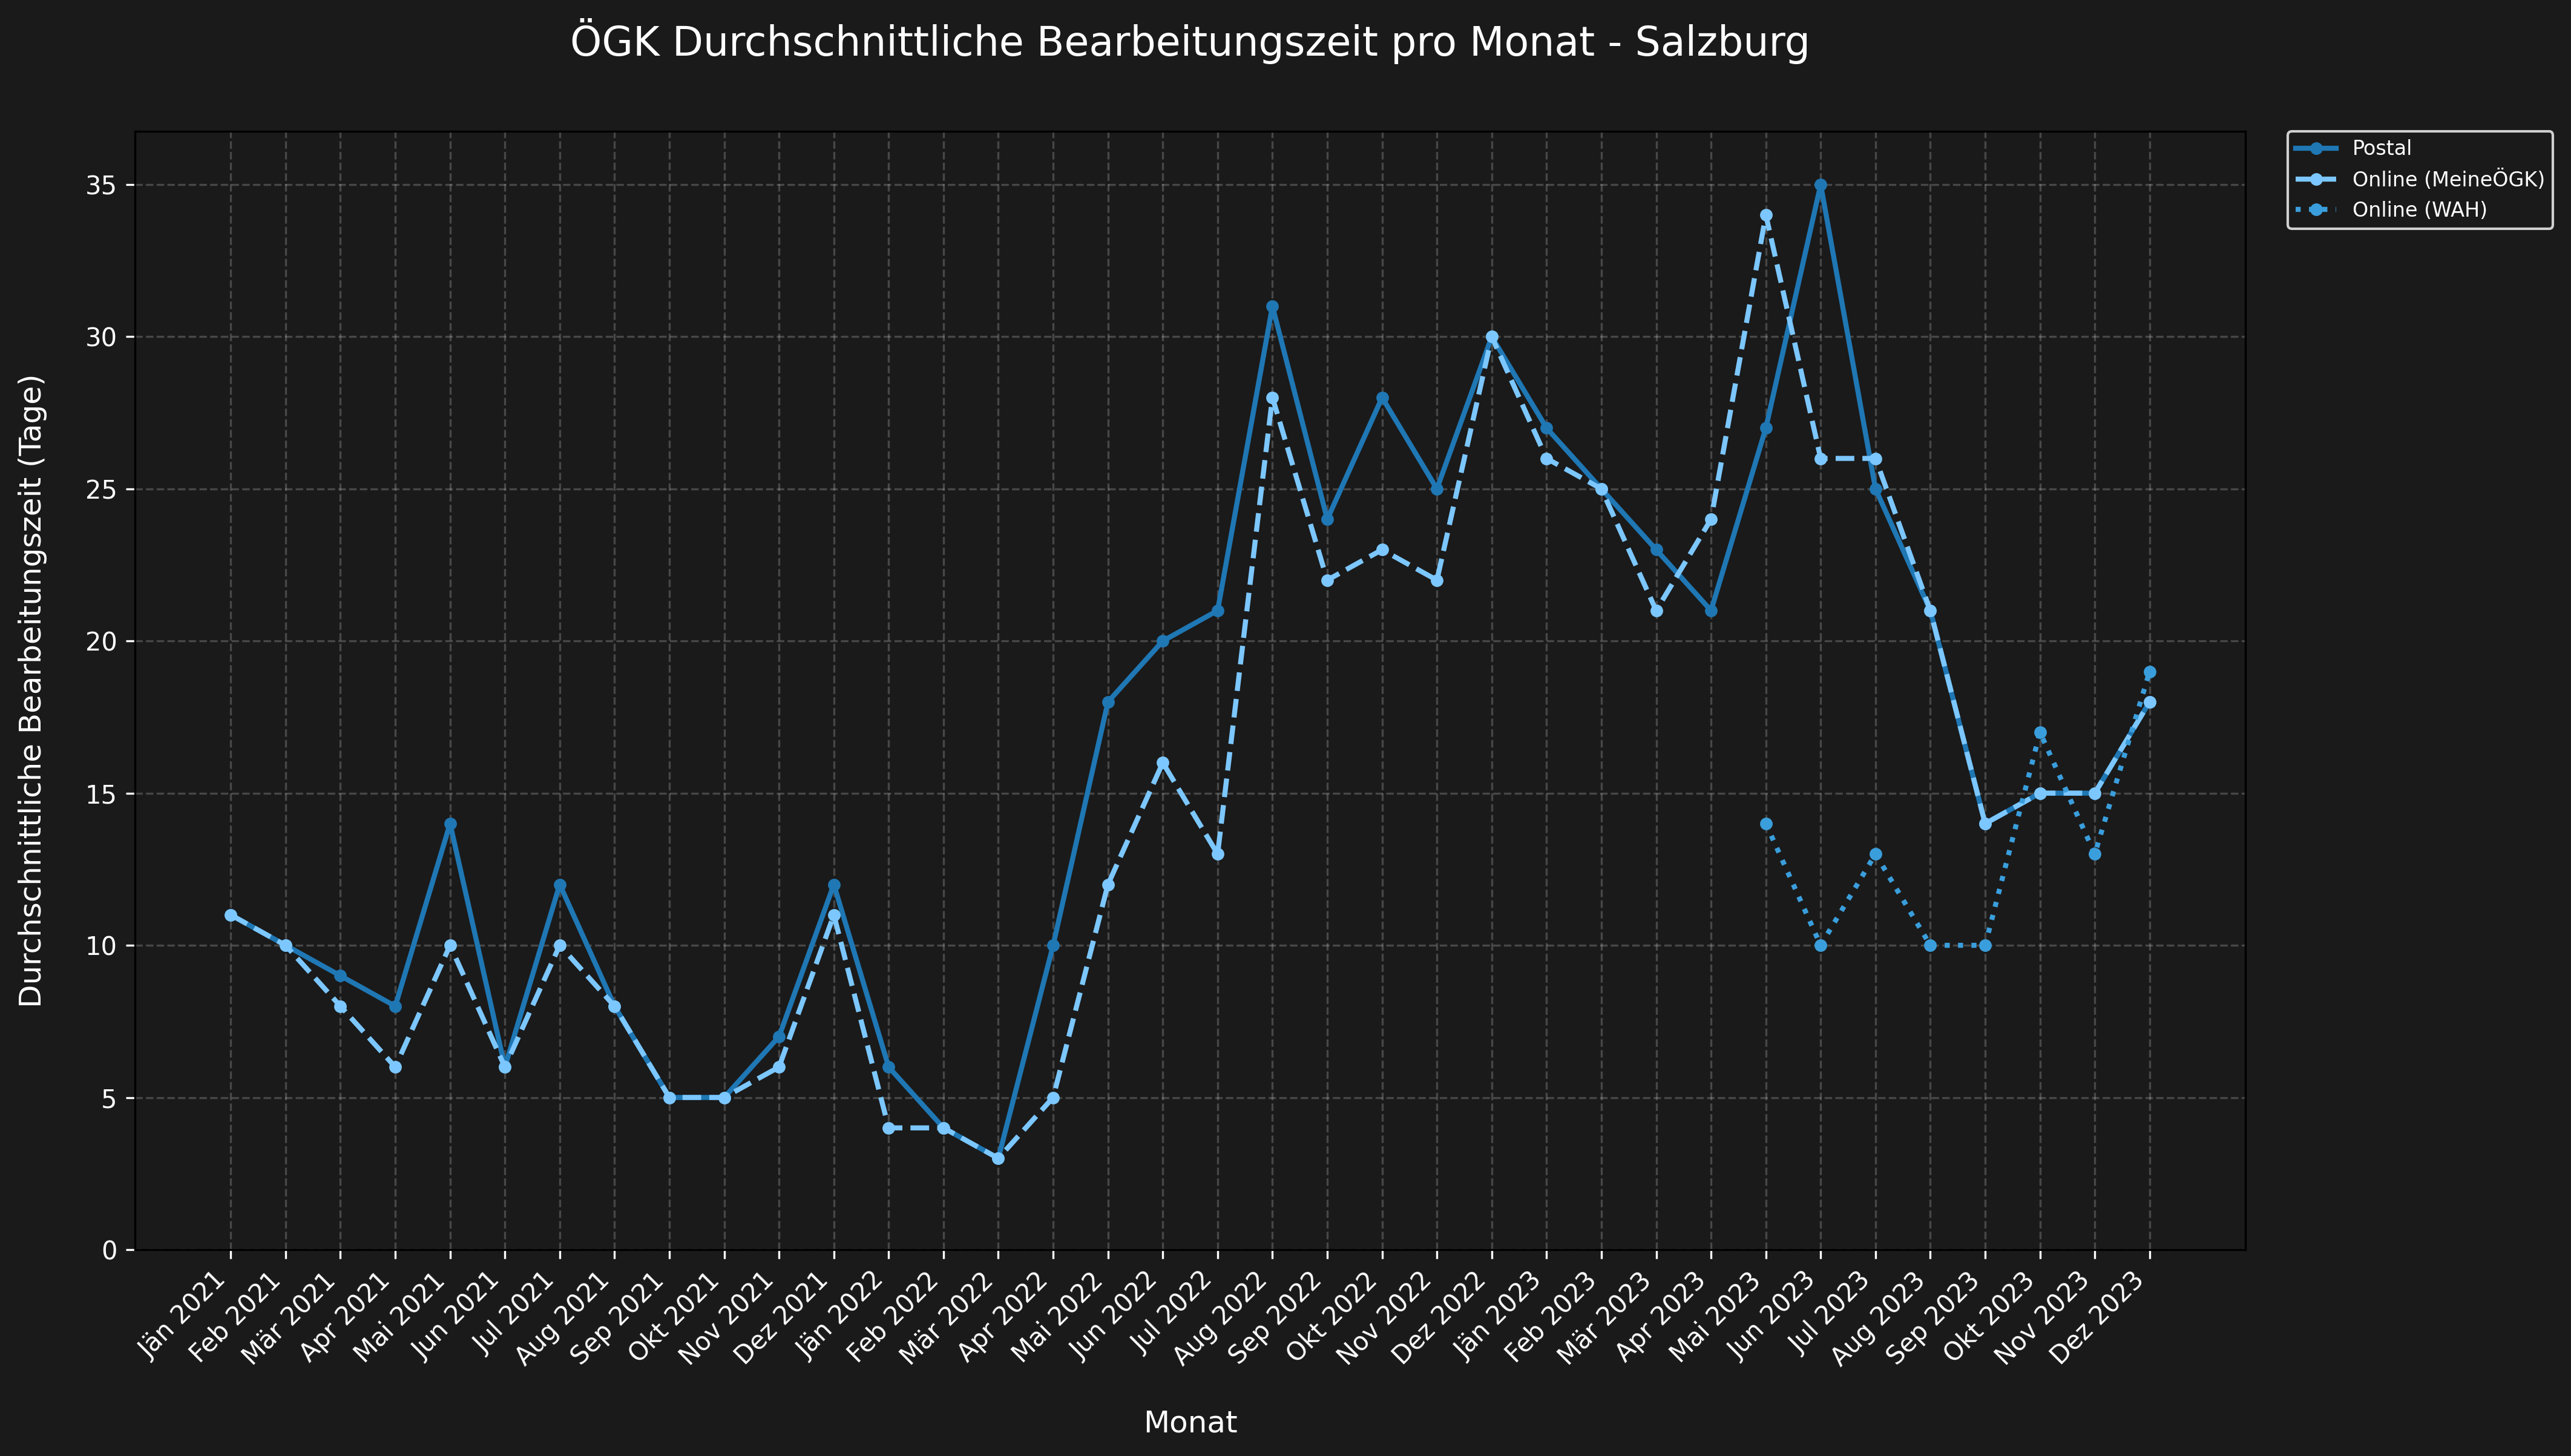 ÖGK Durchschnittliche Bearbeitungszeit pro Monat - Salzburg
Postal
Online (MeineÖGK)
Online (WAH)
Durchschnittliche Bearbeitungszeit (Tage)
35
30
25
20
15
10
5
0
Jän 2021
Feb 2021
Mär 2021
Apr 2021
Mai 2021
Jun 2021
Jul 2021
Aug 2021
Sep 2021
Okt 2021
Nov 2021
Dez 2021
Jän 2022
Feb 2022
Mär 2022
Apr 2022
Mai 2022
Jun 2022
Jul 2022
Aug 2022
Sep 2022
Okt 2022
Nov 2022
Dez 2022
Jän 2023
Feb 2023
Mär 2023
Apr 2023
Mai 2023
Jun 2023
Jul 2023
Aug 2023
Sep 2023
Okt 2023
Nov 2023
Dez 2023
Monat